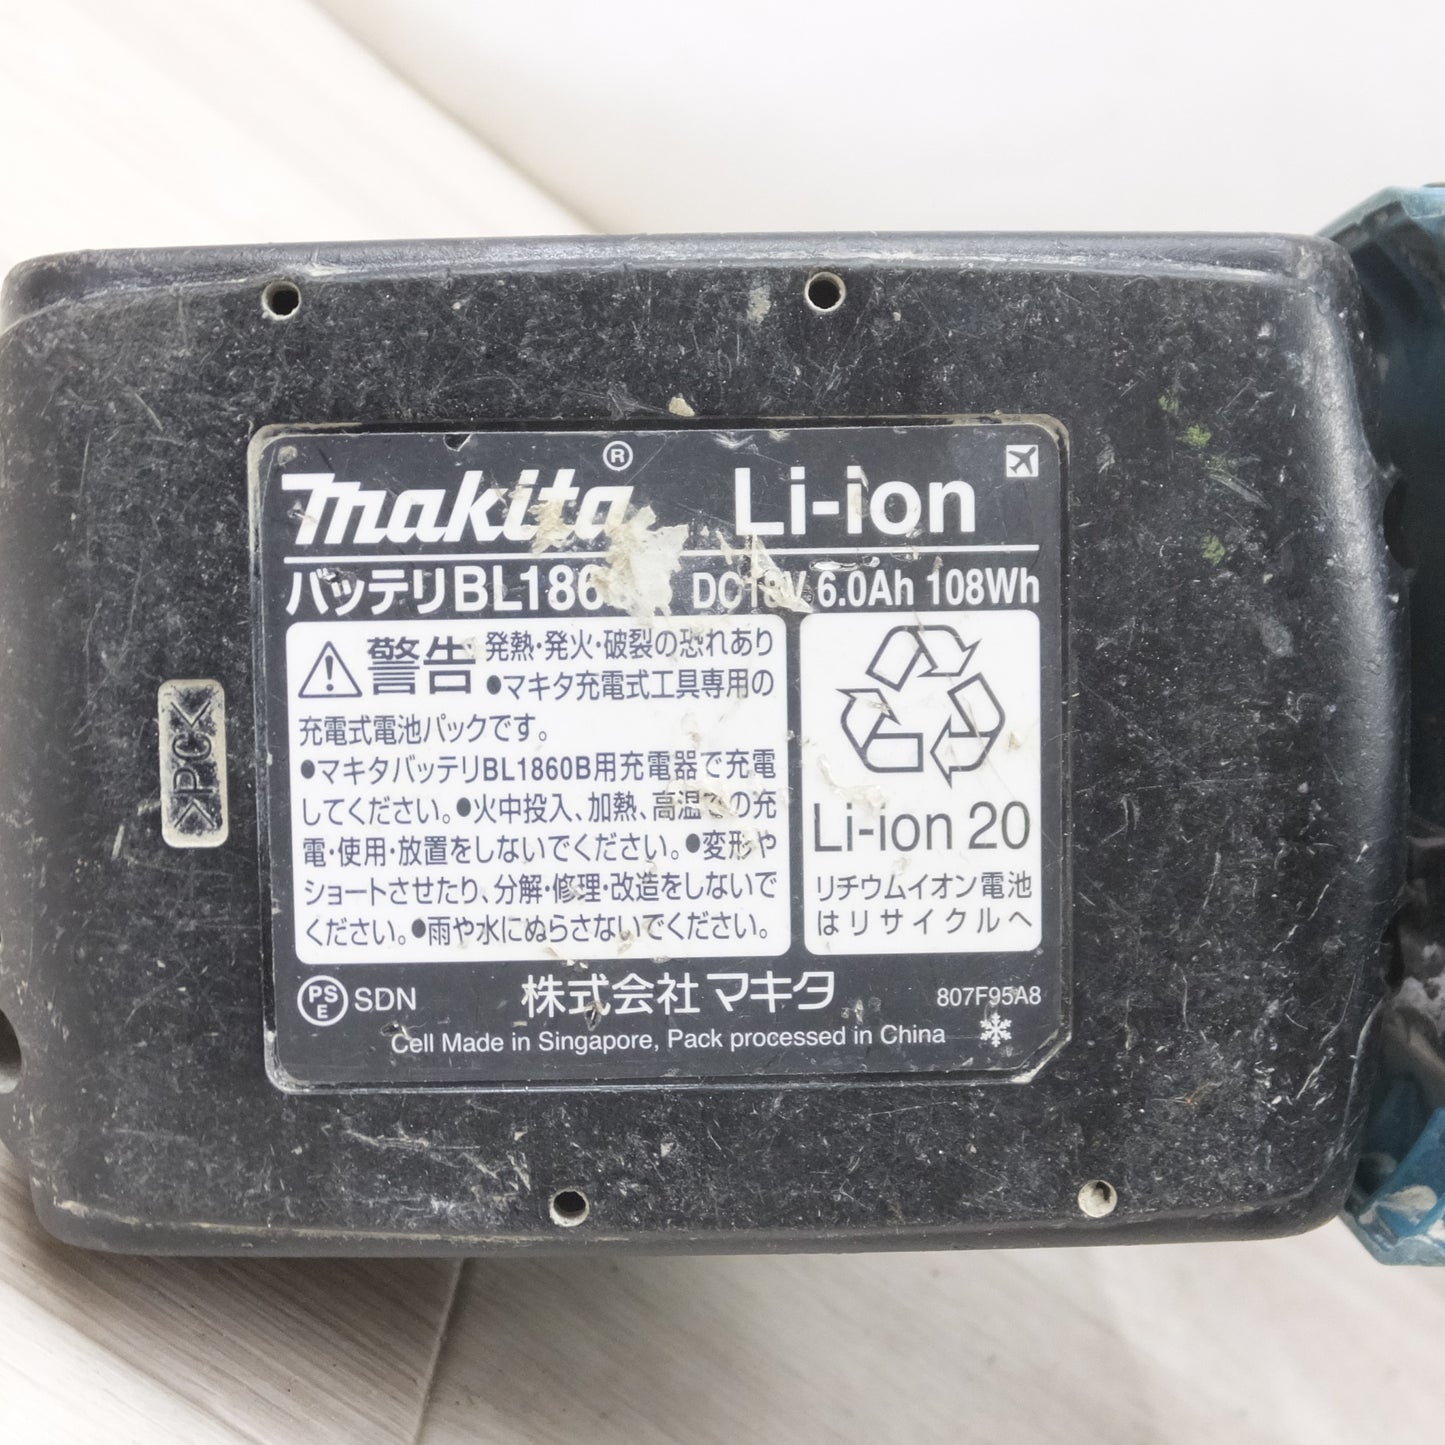 makita® Li-ion
バッテリBL1860B DC18V 6.0Ah 108Wh
警告 発熱・発火・破裂の恐れあり
●マキタ充電式工具専用の
充電式電池パックです。
●マキタバッテリBL1860B用充電器で充電
してください。●火中投入、加熱、高温での充
電・使用・放置をしないでください。●変形や
ショートさせたり、分解・修理・改造をしないで
ください。●雨や水にぬらさないでください。
Li-ion 20
リチウムイオン電池
はリサイクルへ
PSE SDN
株式会社マキタ
807F95A8
Cell Made in Singapore, Pack processed in China
>PC<